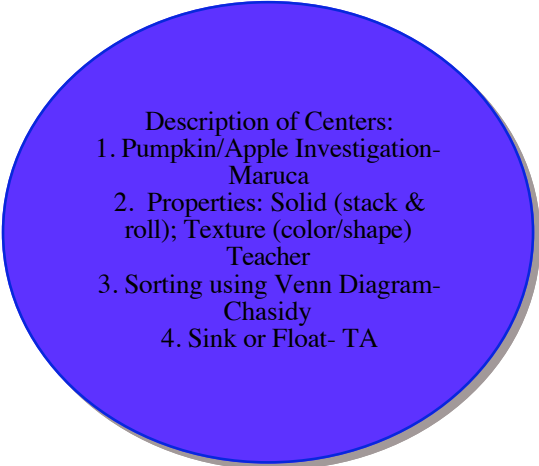 Description of Centers:
1. Pumpkin/Apple Investigation-
Maruca
2.  Properties: Solid (stack &
roll); Texture (color/shape)
Teacher
3. Sorting using Venn Diagram-
Chasidy
4. Sink or Float- TA